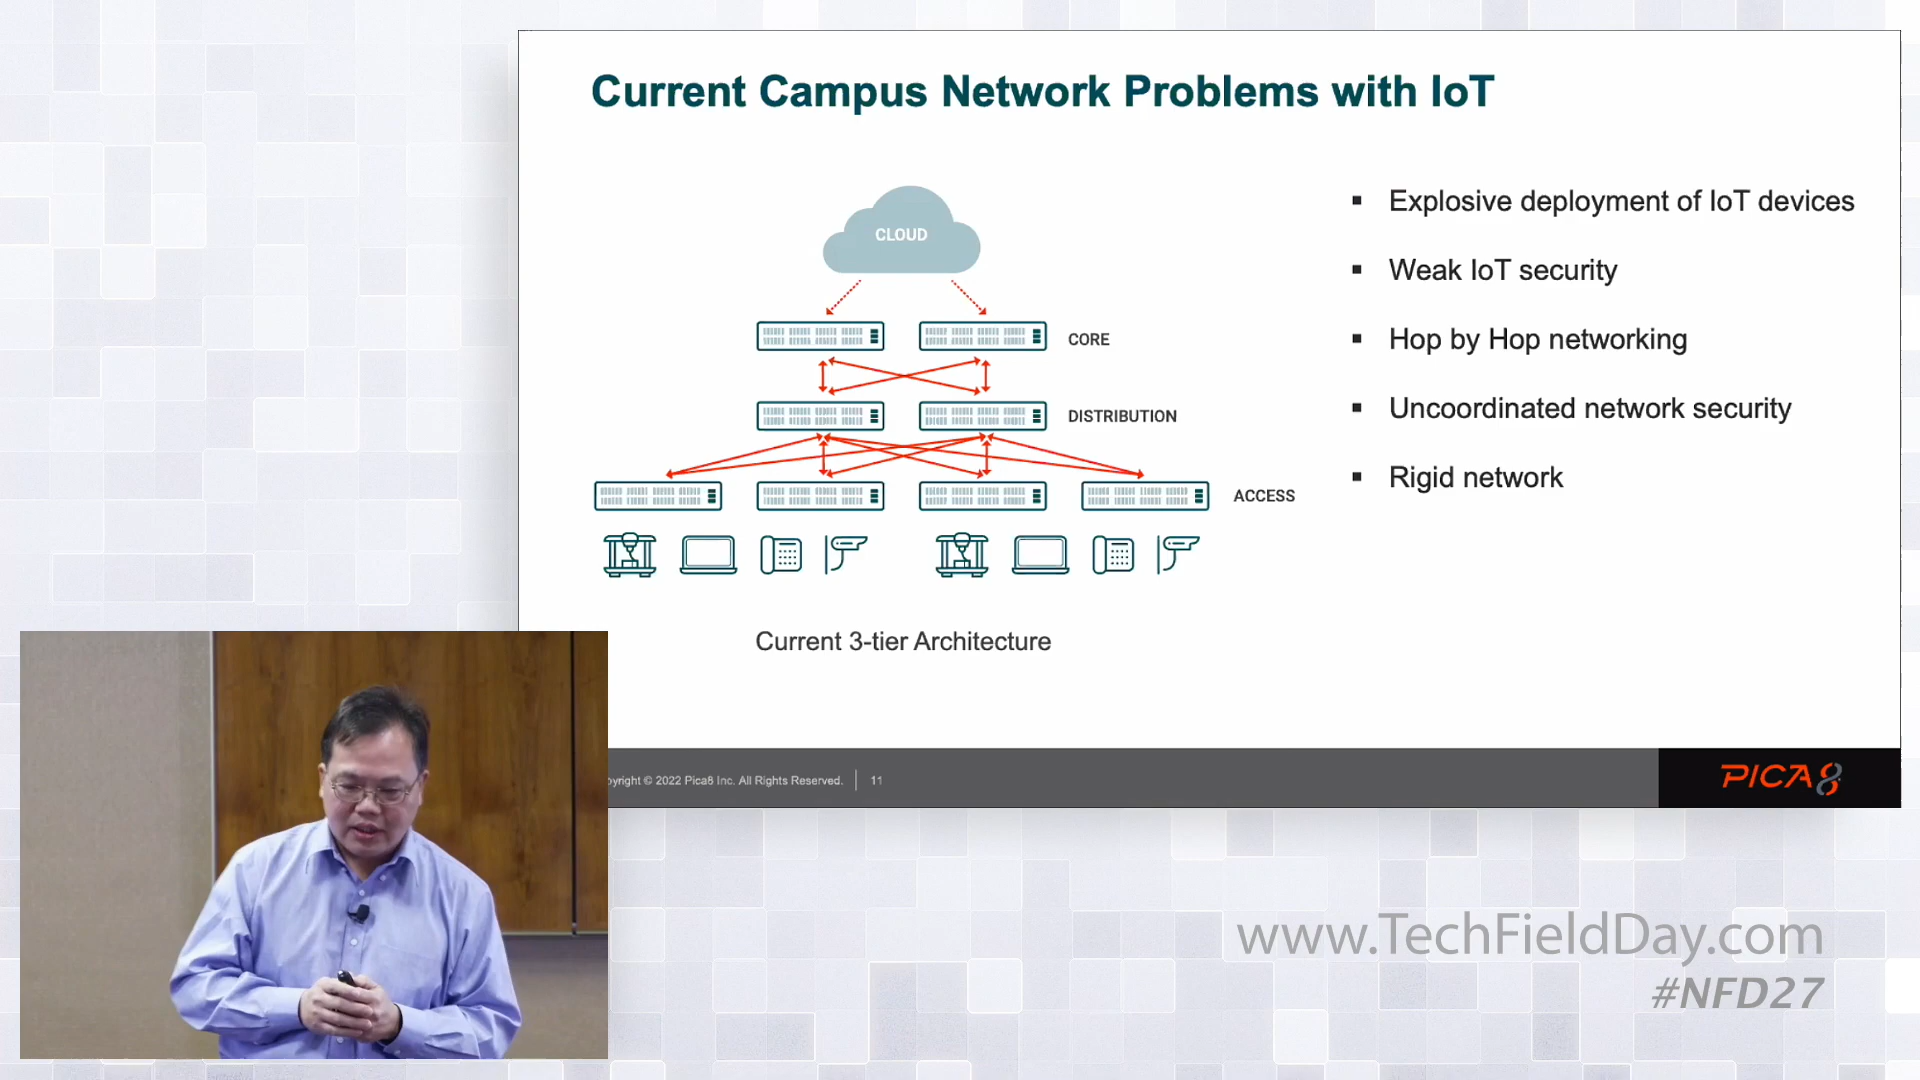 Current Campus Network Problems with IoT
CLOUD
CORE
DISTRIBUTION
ACCESS
Current 3-tier Architecture
▪ Explosive deployment of IoT devices
▪ Weak IoT security
▪ Hop by Hop networking
▪ Uncoordinated network security
▪ Rigid network
pyright © 2022 Pica8 Inc. All Rights Reserved. | 11
PICA8
www.TechFieldDay.com
#NFD27